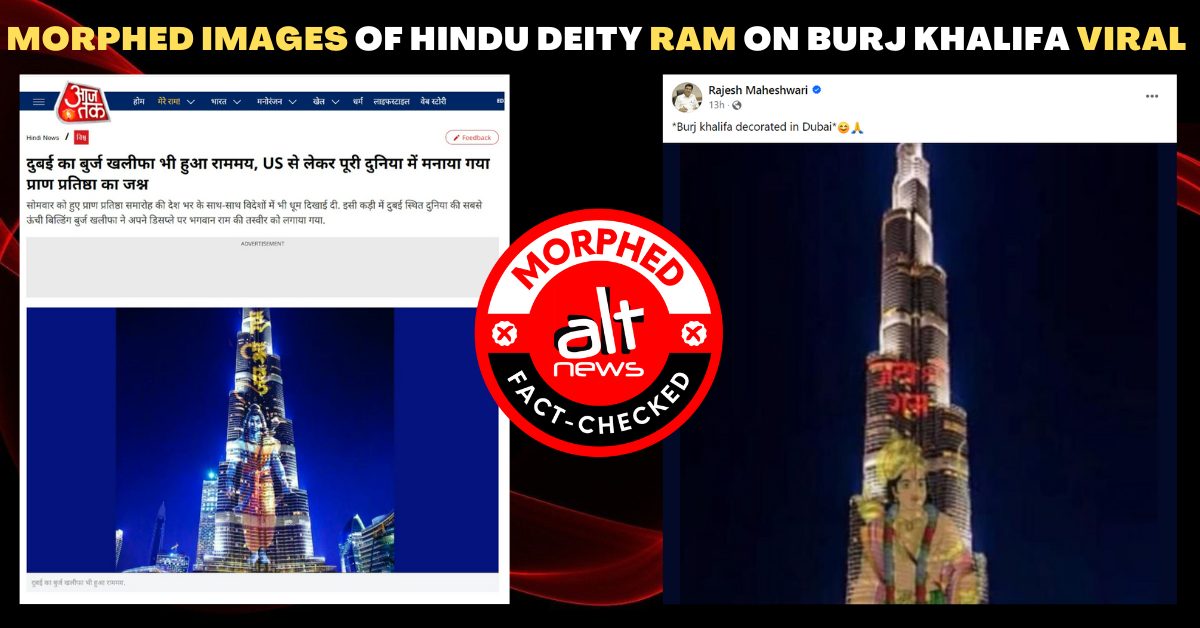 MORPHED IMAGES OF HINDU DEITY RAM ON BURJ KHALIFA VIRAL
आज तक
होम मेरे राम! भारत मनोरंजन खेल धर्म लाइफस्टाइल वेब स्टोरी
Hindi News / विश्व
Feedback
दुबई का बुर्ज खलीफा भी हुआ राममय, US से लेकर पूरी दुनिया में मनाया गया
प्राण प्रतिष्ठा का जश्न
सोमवार को हुए प्राण प्रतिष्ठा समारोह की देश भर के साथ-साथ विदेशों में भी धूम दिखाई दी. इसी कड़ी में दुबई स्थित दुनिया की सबसे
ऊंची बिल्डिंग बुर्ज खलीफा ने अपने डिसप्ले पर भगवान राम की तस्वीर को लगाया गया.
ADVERTISEMENT
दुबई का बुर्ज खलीफा भी हुआ राममय.
MORPHED
alt
news
FACT-CHECKED
Rajesh Maheshwari
13h
*Burj khalifa decorated in Dubai*😊🙏
जय श्री
राम